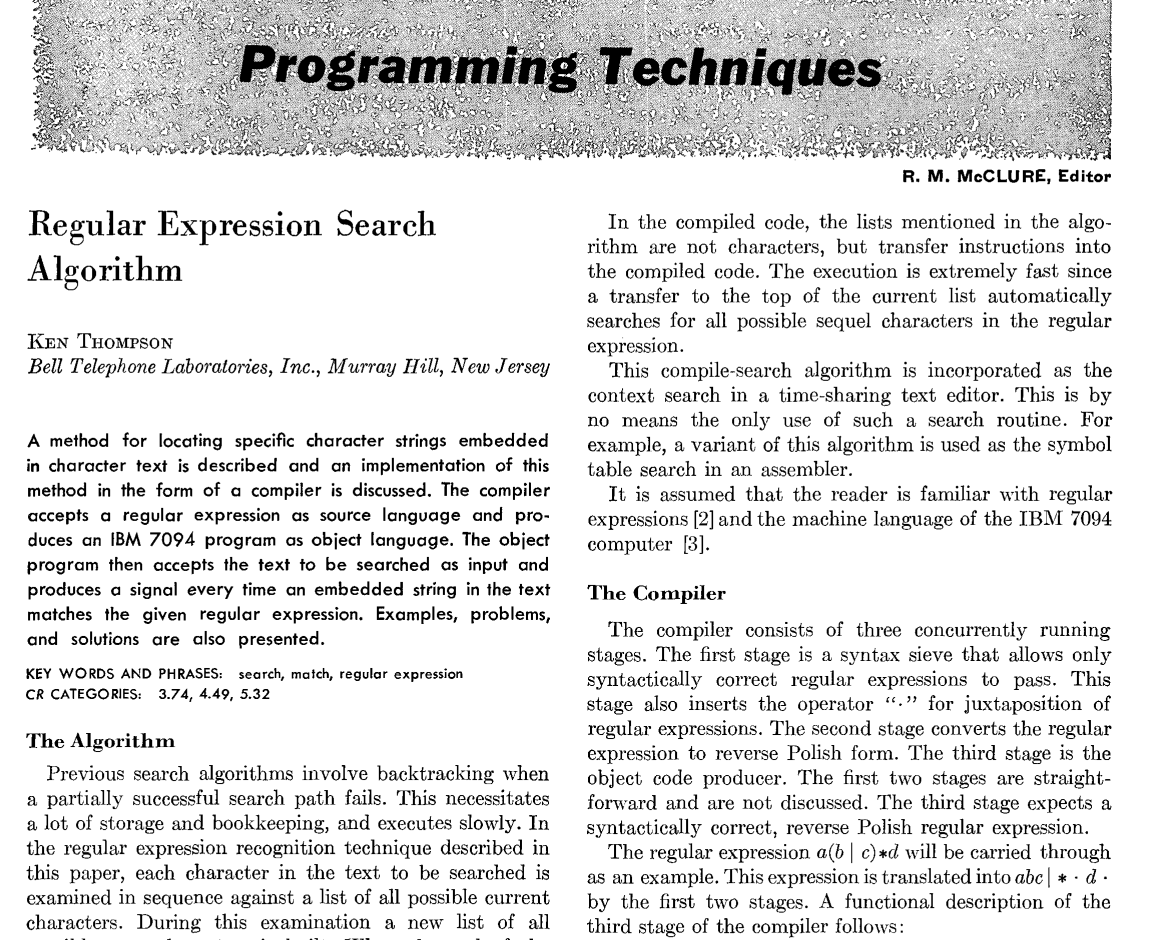 Programming Techniques
R. M. McCLURE, Editor
Regular Expression Search
Algorithm
KEN THOMPSON
Bell Telephone Laboratories, Inc., Murray Hill, New Jersey
A method for locating specific character strings embedded
in character text is described and an implementation of this
method in the form of a compiler is discussed. The compiler
accepts a regular expression as source language and pro-
duces an IBM 7094 program as object language. The object
program then accepts the text to be searched as input and
produces a signal every time an embedded string in the text
matches the given regular expression. Examples, problems,
and solutions are also presented.
KEY WORDS AND PHRASES: search, match, regular expression
CR CATEGORIES: 3.74, 4.49, 5.32
The Algorithm
Previous search algorithms involve backtracking when
a partially successful search path fails. This necessitates
a lot of storage and bookkeeping, and executes slowly. In
the regular expression recognition technique described in
this paper, each character in the text to be searched is
examined in sequence against a list of all possible current
characters. During this examination a new list of all
In the compiled code, the lists mentioned in the algo-
rithm are not characters, but transfer instructions into
the compiled code. The execution is extremely fast since
a transfer to the top of the current list automatically
searches for all possible sequel characters in the regular
expression.
This compile-search algorithm is incorporated as the
context search in a time-sharing text editor. This is by
no means the only use of such a search routine. For
example, a variant of this algorithm is used as the symbol
table search in an assembler.
It is assumed that the reader is familiar with regular
expressions [2] and the machine language of the IBM 7094
computer [3].
The Compiler
The compiler consists of three concurrently running
stages. The first stage is a syntax sieve that allows only
syntactically correct regular expressions to pass. This
stage also inserts the operator “·” for juxtaposition of
regular expressions. The second stage converts the regular
expression to reverse Polish form. The third stage is the
object code producer. The first two stages are straight-
forward and are not discussed. The third stage expects a
syntactically correct, reverse Polish regular expression.
The regular expression a(b | c)*d will be carried through
as an example. This expression is translated into abc | * · d ·
by the first two stages. A functional description of the
third stage of the compiler follows: